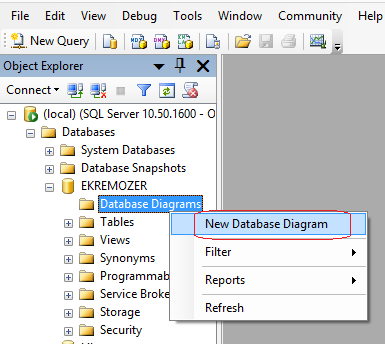 File Edit View Debug Tools Window Community Help
New Query
Object Explorer
Connect
(local) (SQL Server 10.50.1600 - O
Databases
System Databases
Database Snapshots
EKREMOZER
Database Diagrams
New Database Diagram
Tables
Views
Filter
Synonyms
Programmab
Reports
Service Broke
Storage
Refresh
Security